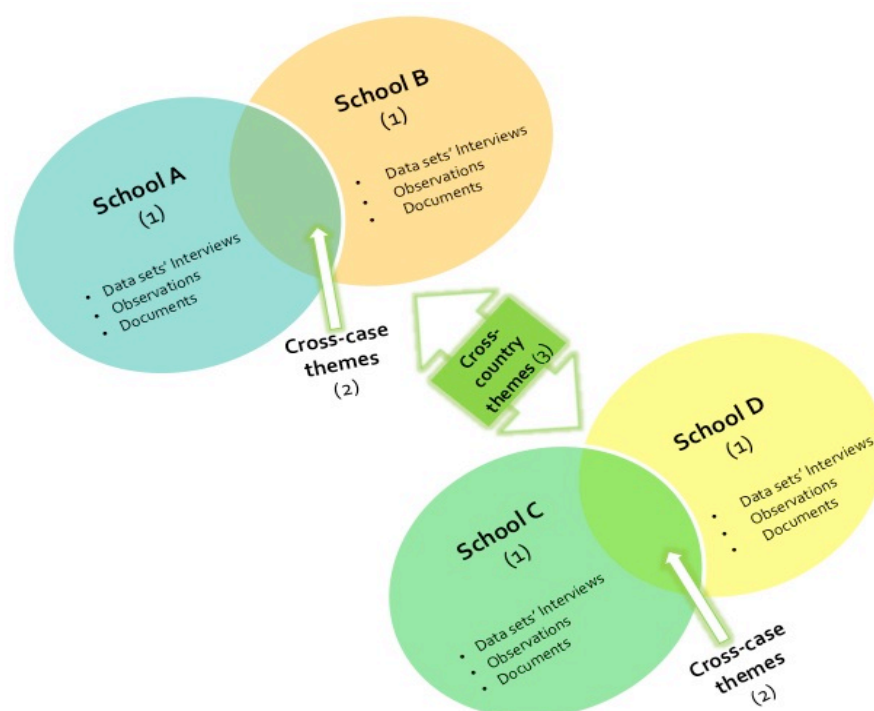 School A
(1)
• Data sets' Interviews
• Observations
• Documents
School B
(1)
• Data sets' Interviews
• Observations
• Documents
Cross-case
themes
(2)
Cross-
country
themes (3)
School C
(1)
• Data sets' Interviews
• Observations
• Documents
School D
(1)
• Data sets' Interviews
• Observations
• Documents
Cross-case
themes
(2)